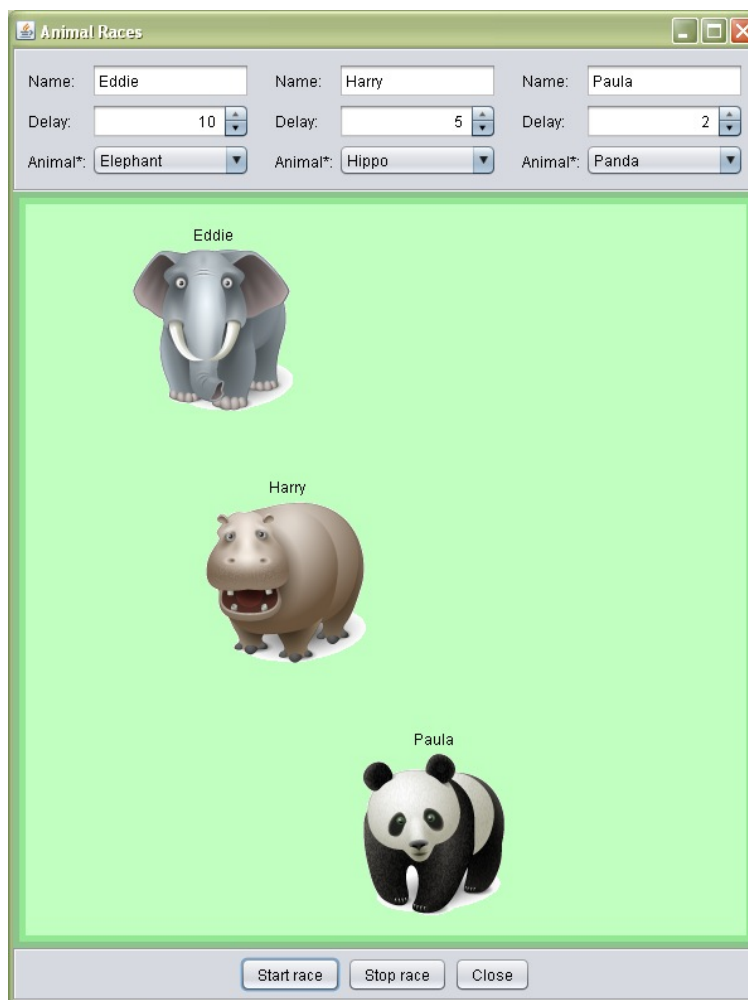 Animal Races
Name: Eddie Name: Harry Name: Paula
Delay: 10 Delay: 5 Delay: 2
Animal*: Elephant Animal*: Hippo Animal*: Panda
Eddie
Harry
Paula
Start race Stop race Close